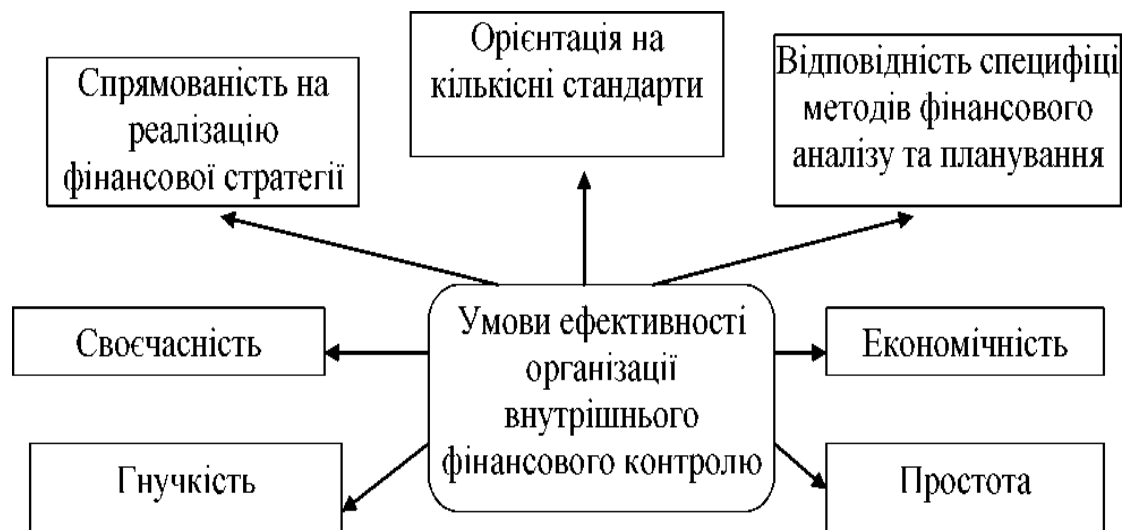 Спрямованість на
реалізацію
фінансової стратегії
Орієнтація на
кількісні стандарти
Відповідність специфіці
методів фінансового
аналізу та планування
Своєчасність
Умови ефективності
організації
внутрішнього
фінансового контролю
Економічність
Гнучкість
Простота